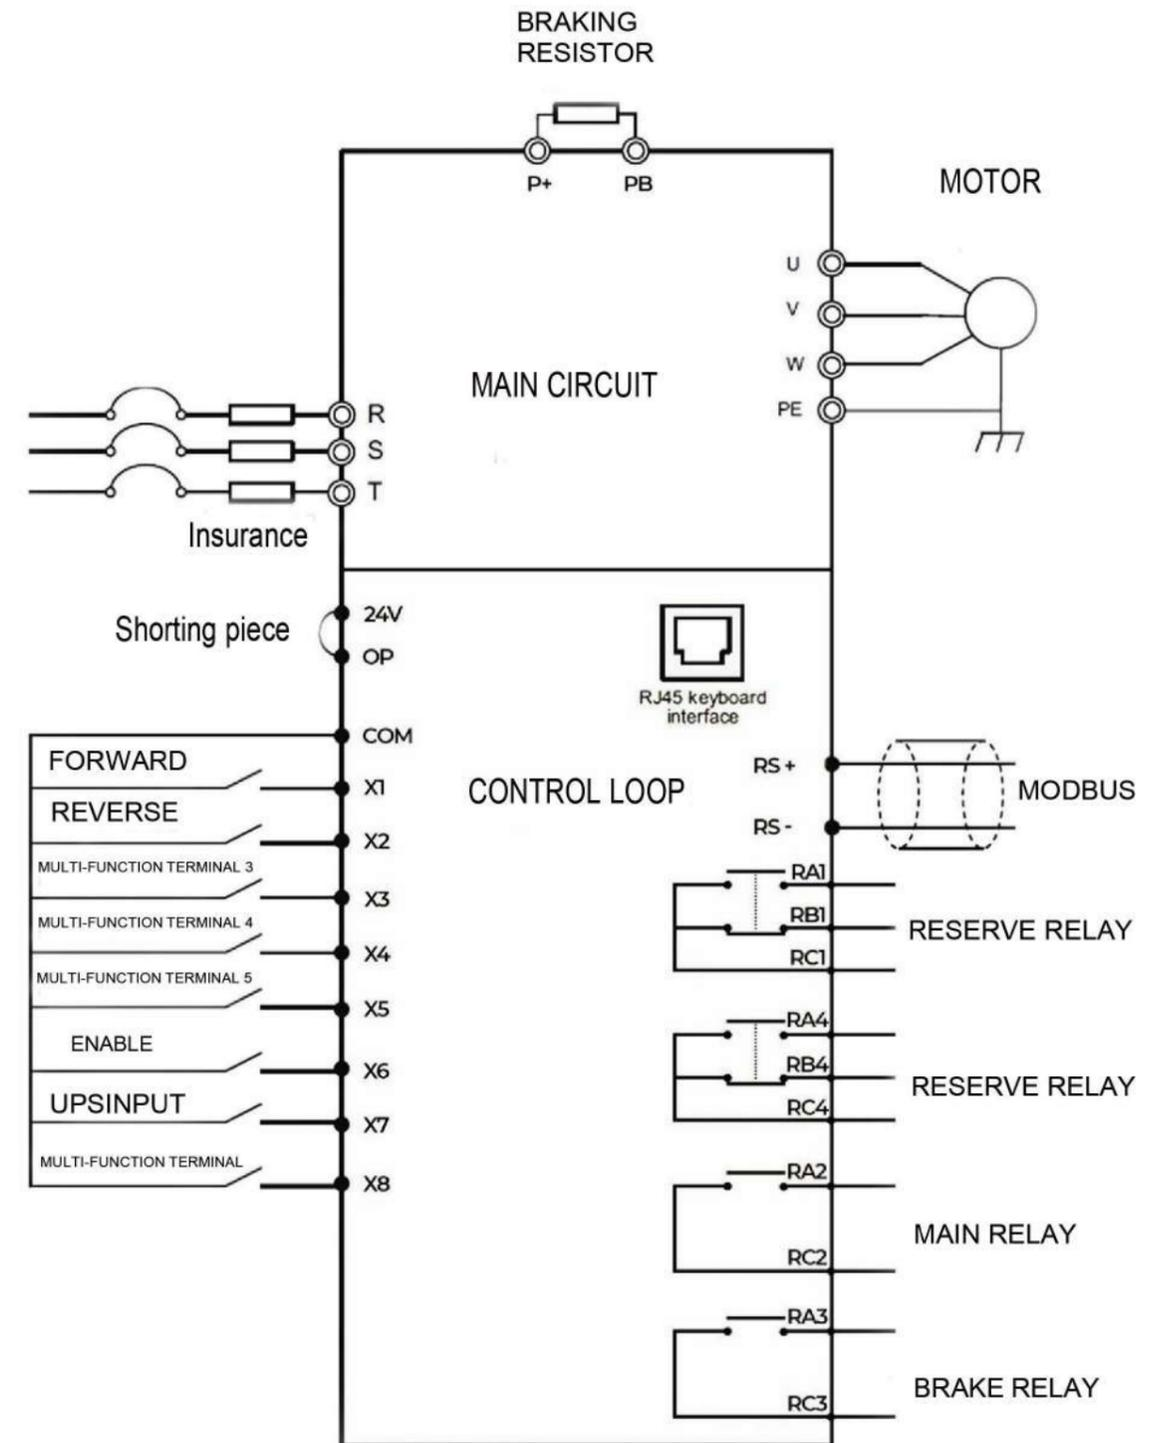 BRAKING
RESISTOR
P+
PB
MOTOR
U
V
W
PE
MAIN CIRCUIT
R
S
T
Insurance
Shorting piece
24V
OP
RJ45 keyboard
interface
COM
FORWARD
X1
REVERSE
X2
MULTI-FUNCTION TERMINAL 3
X3
MULTI-FUNCTION TERMINAL 4
X4
MULTI-FUNCTION TERMINAL 5
X5
ENABLE
X6
UPSINPUT
X7
MULTI-FUNCTION TERMINAL
X8
CONTROL LOOP
RS +
RS -
MODBUS
RA1
RB1
RC1
RESERVE RELAY
RA4
RB4
RC4
RESERVE RELAY
RA2
RC2
MAIN RELAY
RA3
RC3
BRAKE RELAY